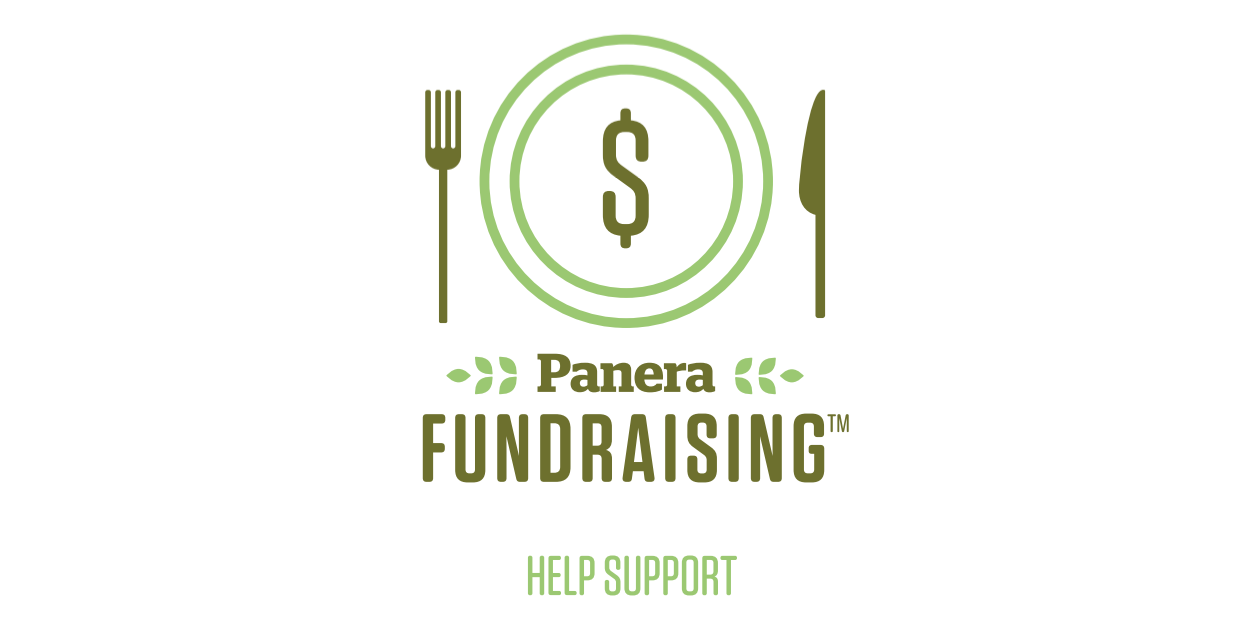 $
Panera
FUNDRAISING™
HELP SUPPORT